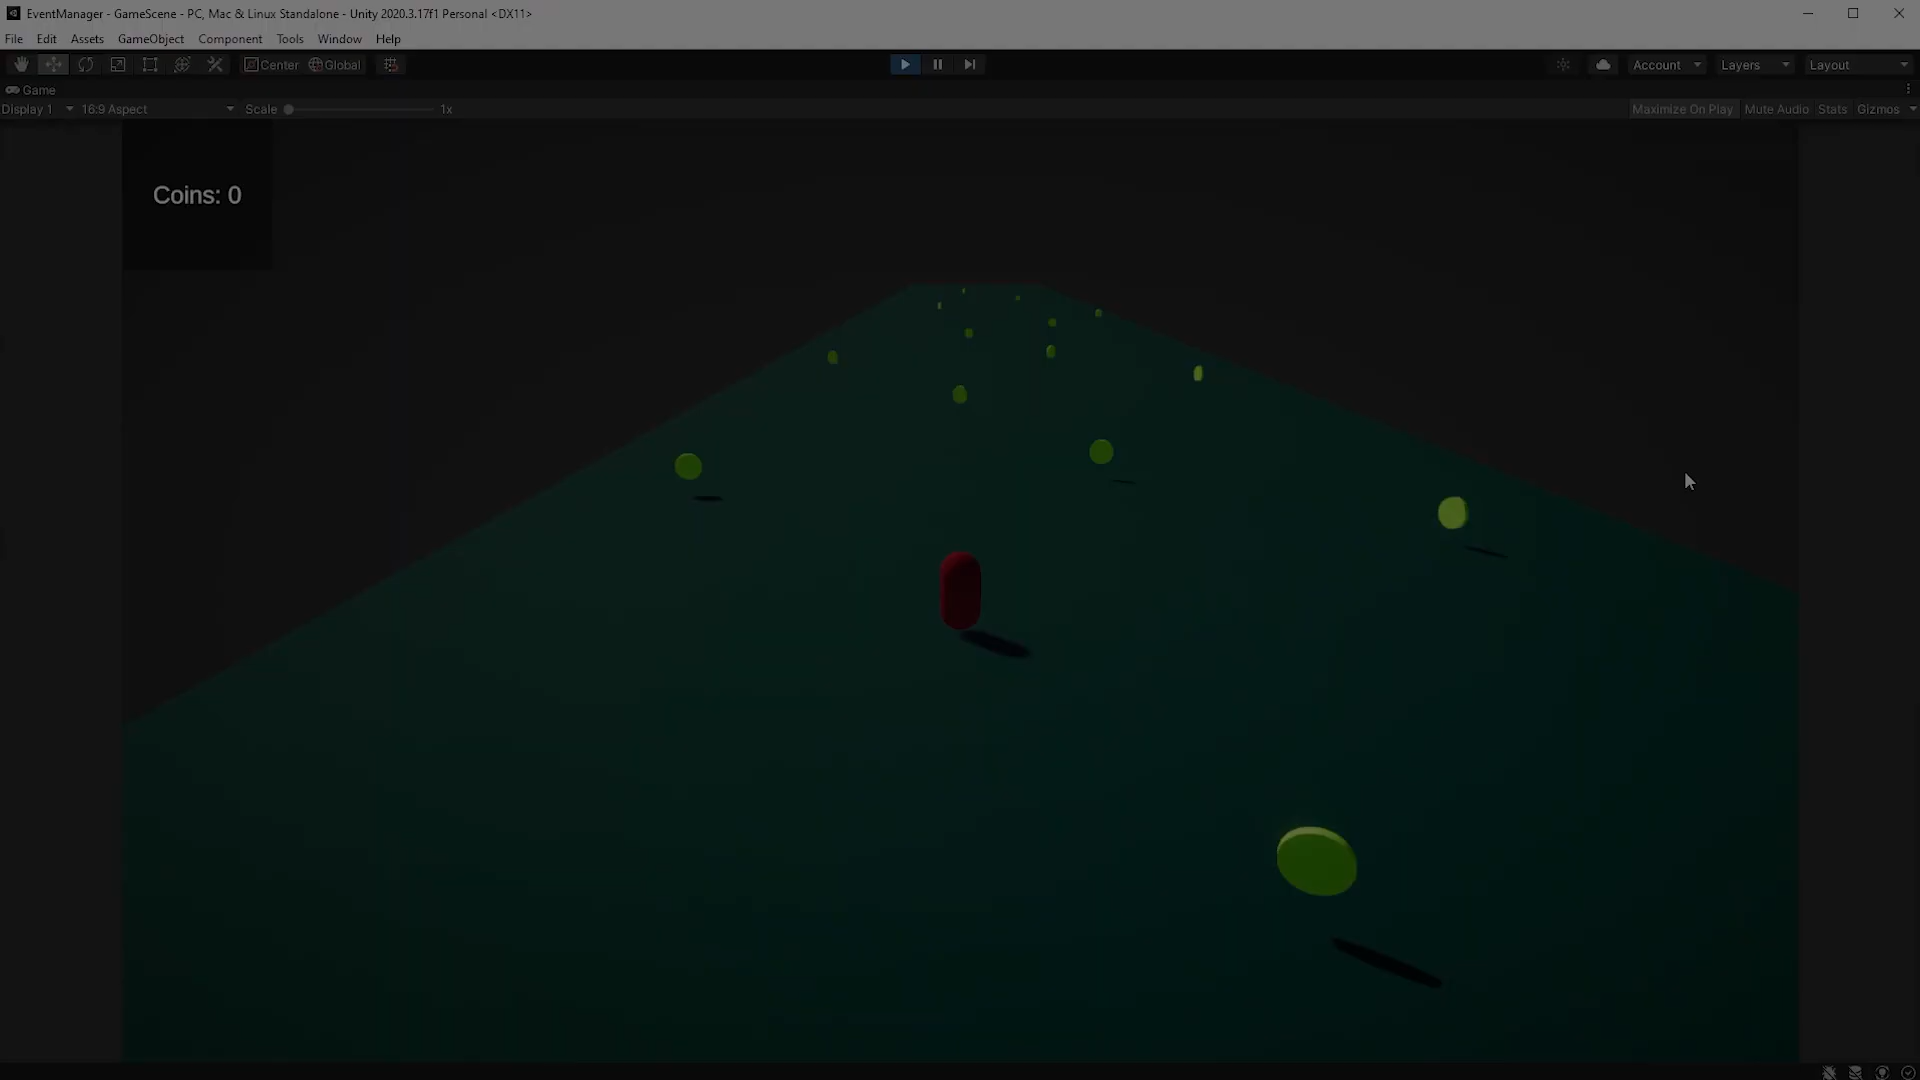 EventManager - GameScene - PC, Mac & Linux Standalone - Unity 2020.3.17f1 Personal <DX11>
File Edit Assets GameObject Component Tools Window Help
Center Global Account Layers Layout
Game
Display 1 16:9 Aspect Scale 1x Maximize On Play Mute Audio Stats Gizmos
Coins: 0